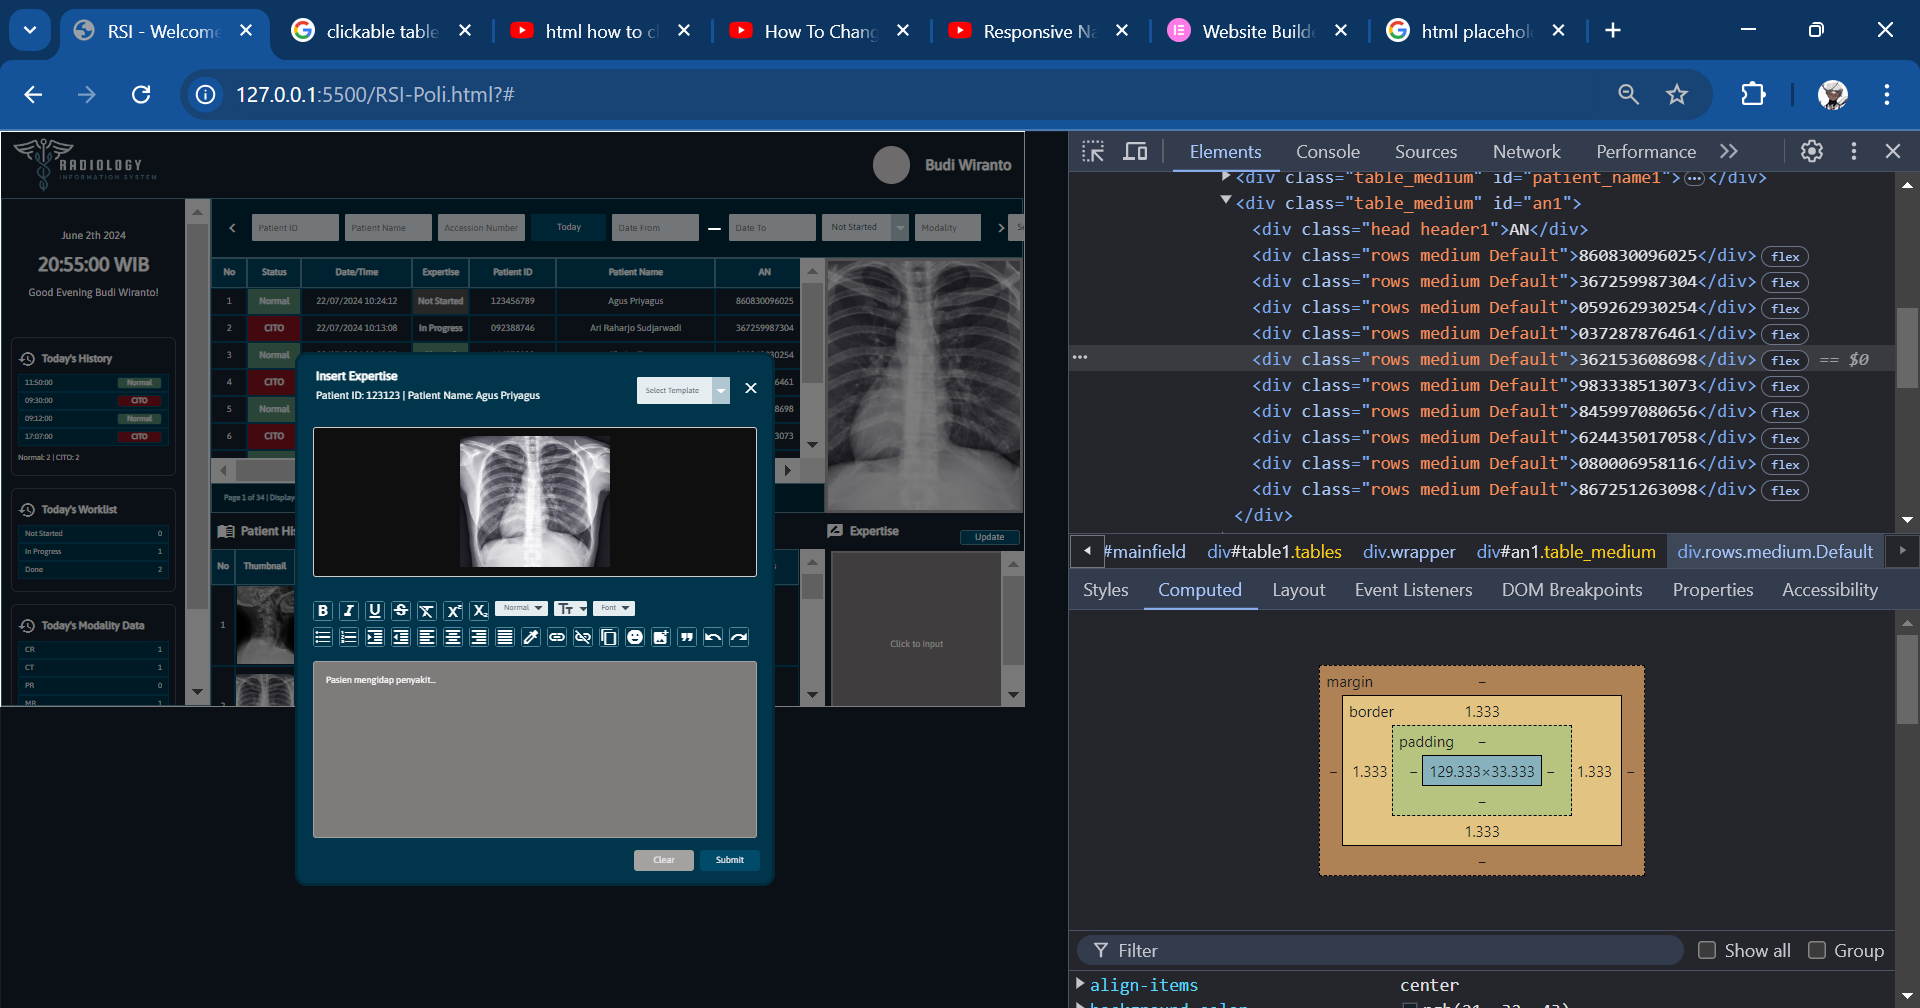 RSI - Welcome
clickable table
html how to cl
How To Chang
Responsive Na
Website Builde
html placehol
127.0.0.1:5500/RSI-Poli.html?#
RADIOLOGY
INFORMATION SYSTEM
Budi Wiranto
June 2th 2024
20:55:00 WIB
Good Evening Budi Wiranto!
Today's History
11:50:00 Normal
09:30:00 CITO
09:12:00 Normal
17:07:00 CITO
Normal: 2 | CITO: 2
Today's Worklist
Not Started 0
In Progress 1
Done 2
Today's Modality Data
CR 1
CT 1
PR 0
MR 1
Patient ID Patient Name Accession Number Today Date From Date To Not Started Modality
No Status Date/Time Expertise Patient ID Patient Name AN
1 Normal 22/07/2024 10:24:12 Not Started 123456789 Agus Priyagus 860830096025
2 CITO 22/07/2024 10:13:08 In Progress 092388746 Ari Raharjo Sudjarwadi 367259987304
3 Normal 30254
4 CITO 6461
5 Normal 8698
6 CITO 3073
Page 1 of 34 | Display
Patient His
No Thumbnail
1
2
Expertise
Update
Click to input
Insert Expertise
Patient ID: 123123 | Patient Name: Agus Priyagus
Select Template
B I U S X² X₂ Normal TT Font
Pasien mengidap penyakit...
Clear Submit
Elements Console Sources Network Performance
<div class="table_medium" id="patient_name1"></div>
<div class="table_medium" id="an1">
<div class="head header1">AN</div>
<div class="rows medium Default">860830096025</div> flex
<div class="rows medium Default">367259987304</div> flex
<div class="rows medium Default">059262930254</div> flex
<div class="rows medium Default">037287876461</div> flex
<div class="rows medium Default">362153608698</div> flex == $0
<div class="rows medium Default">983338513073</div> flex
<div class="rows medium Default">845997080656</div> flex
<div class="rows medium Default">624435017058</div> flex
<div class="rows medium Default">080006958116</div> flex
<div class="rows medium Default">867251263098</div> flex
</div>
#mainfield div#table1.tables div.wrapper div#an1.table_medium div.rows.medium.Default
Styles Computed Layout Event Listeners DOM Breakpoints Properties Accessibility
margin –
border 1.333
padding –
– 1.333 – 129.333×33.333 – 1.333 –
–
1.333
–
Filter Show all Group
align-items center